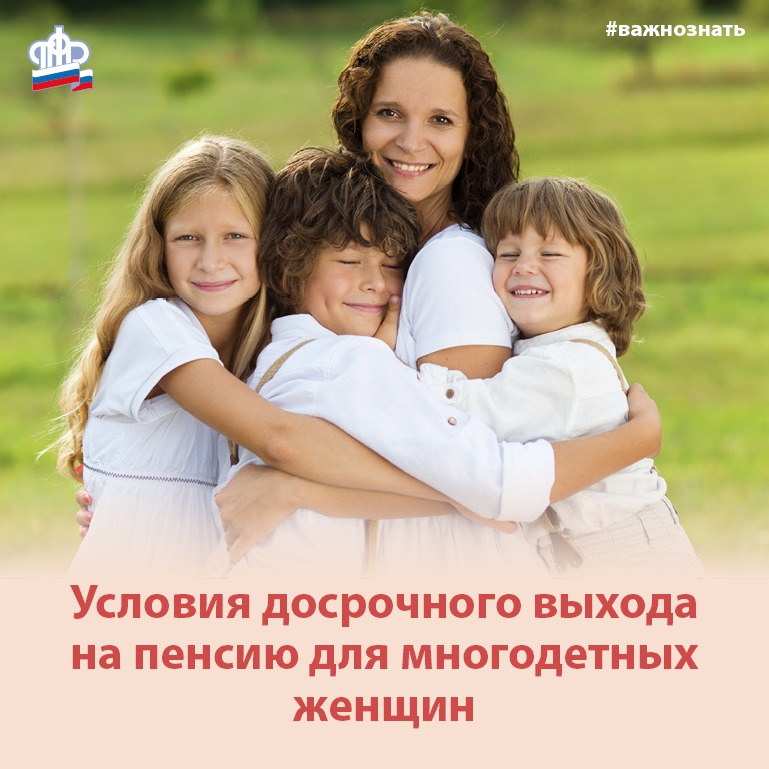 #важнознать
Условия досрочного выхода
на пенсию для многодетных
женщин